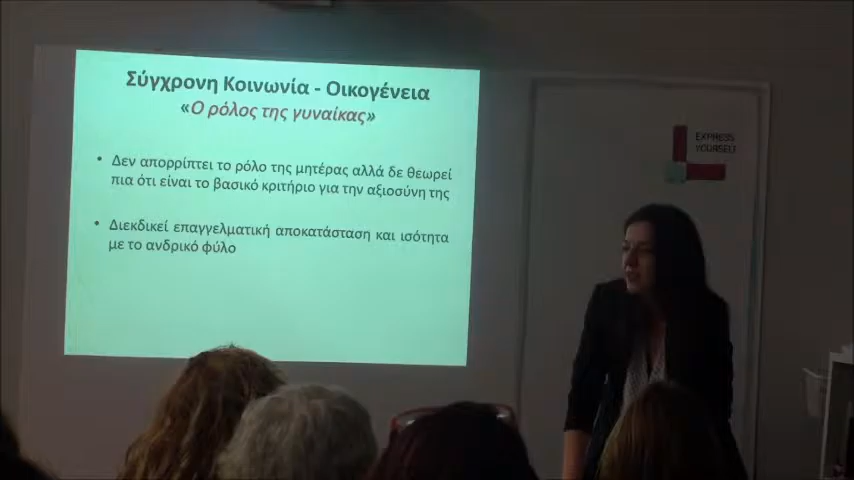 Σύγχρονη Κοινωνία - Οικογένεια
«Ο ρόλος της γυναίκας»
• Δεν απορρίπτει το ρόλο της μητέρας αλλά δε θεωρεί
πια ότι είναι το βασικό κριτήριο για την αξιοσύνη της
• Διεκδικεί επαγγελματική αποκατάσταση και ισότητα
με το ανδρικό φύλο
EXPRESS
YOURSELF